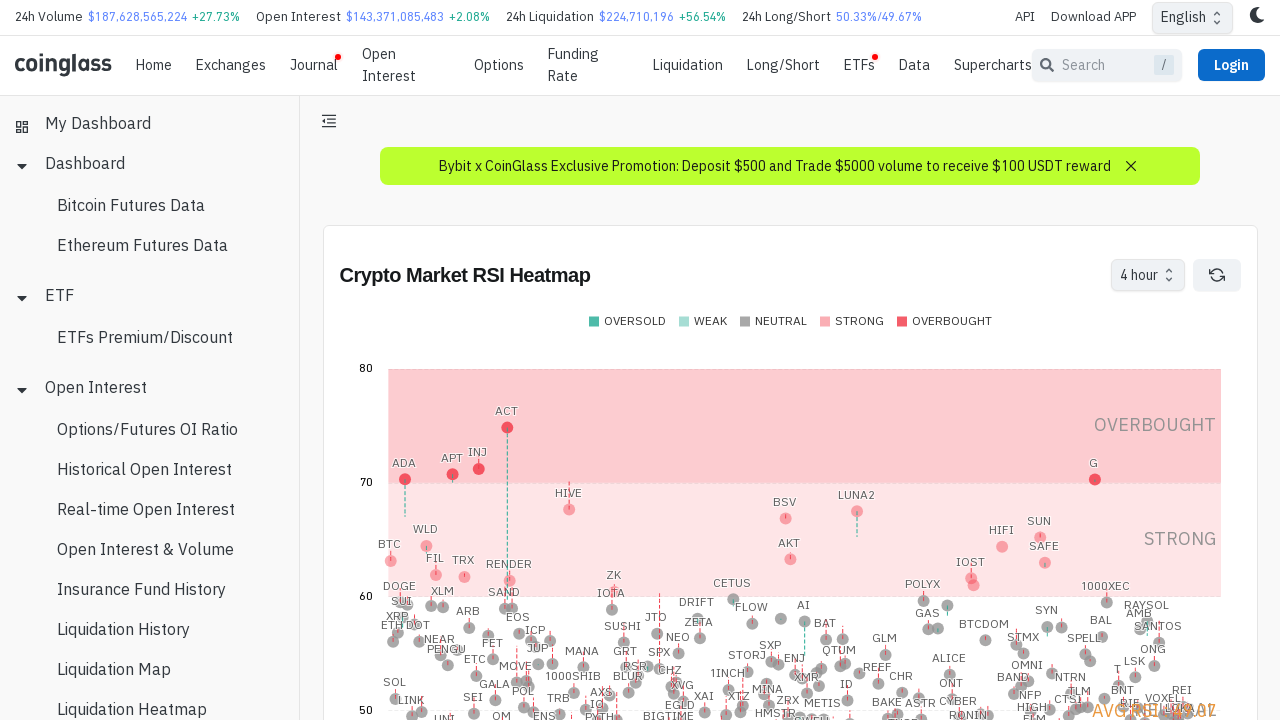 24h Volume $187,628,565,224 +27.73% Open Interest $143,371,085,483 +2.08% 24h Liquidation $224,710,196 +56.54% 24h Long/Short 50.33%/49.67% API Download APP English
coinglass Home Exchanges Journal Open Interest Options Funding Rate Liquidation Long/Short ETFs Data Supercharts Search / Login
My Dashboard
Dashboard
Bitcoin Futures Data
Ethereum Futures Data
ETF
ETFs Premium/Discount
Open Interest
Options/Futures OI Ratio
Historical Open Interest
Real-time Open Interest
Open Interest & Volume
Insurance Fund History
Liquidation History
Liquidation Map
Liquidation Heatmap
Bybit x CoinGlass Exclusive Promotion: Deposit $500 and Trade $5000 volume to receive $100 USDT reward
Crypto Market RSI Heatmap 4 hour
OVERSOLD WEAK NEUTRAL STRONG OVERBOUGHT
80
ACT
OVERBOUGHT
ADA APT INJ G
70
HIVE BSV LUNA2
WLD SUN
HIFI
STRONG
BTC AKT SAFE
FIL TRX RENDER IOST
ZK
DOGE XLM SAND IOTA CETUS POLYX 1000XEC
60
SUI DRIFT FLOW AI RAYSOL
XRP ARB EOS JTO GAS SYN AMB
ETH DOT SUSHI ZETA BAT BTCDOM BAL SANTOS
NEAR FET ICP NEO GLM STMX SPELL
PENGU JUP MANA GRT SPX SXP QTUM ONG
ETC STORJ ENJ ALICE LSK
MOVE 1000SHIB BLUR RSR CHZ 1INCH XMR REEF CHR OMNI BAND NTRN T
SOL GALA POL XVG MINA ID ONT TLM BNT REI
LINK SEI TRB AXS XAI XTZ ZRX METIS BAKE ASTR CYBER NFP CTSI VOXEL
UNI OM ENS PYTH EGLD BIGTIME HMSTR RONIN HIGH
50